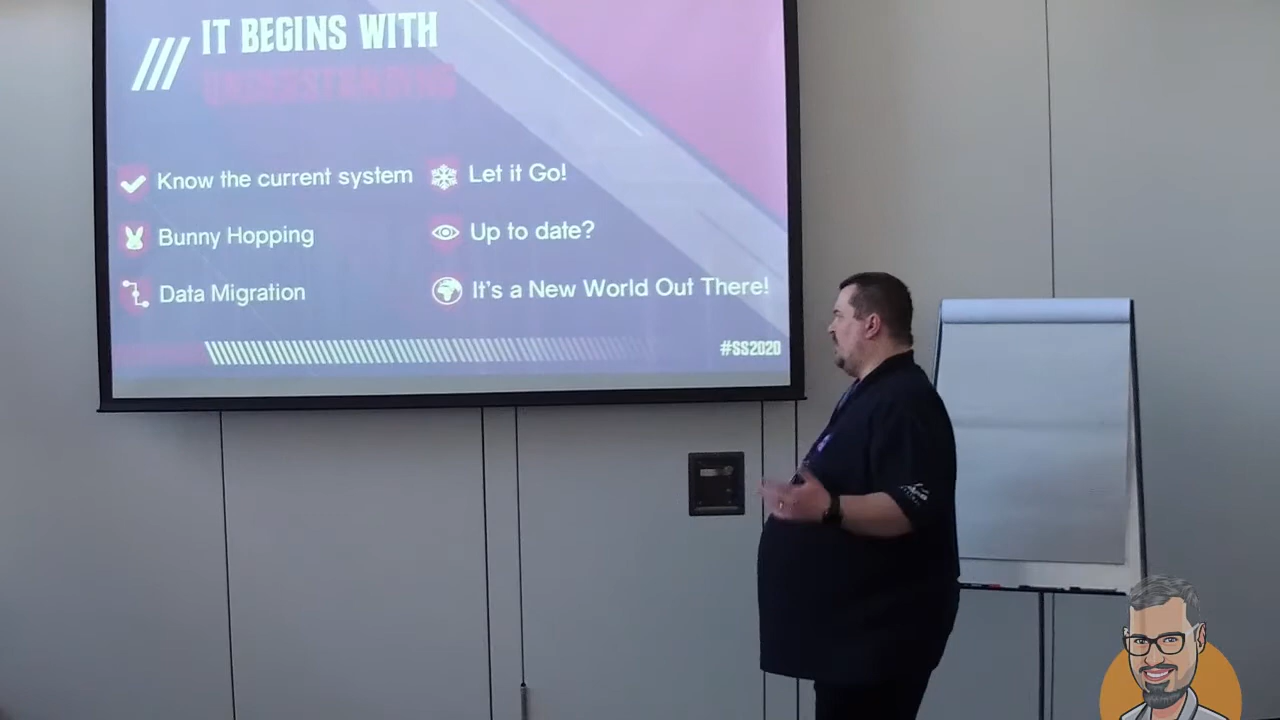 IT BEGINS WITH
UNDERSTANDING
Know the current system
Bunny Hopping
Data Migration
Let it Go!
Up to date?
It's a New World Out There!
#SS2020